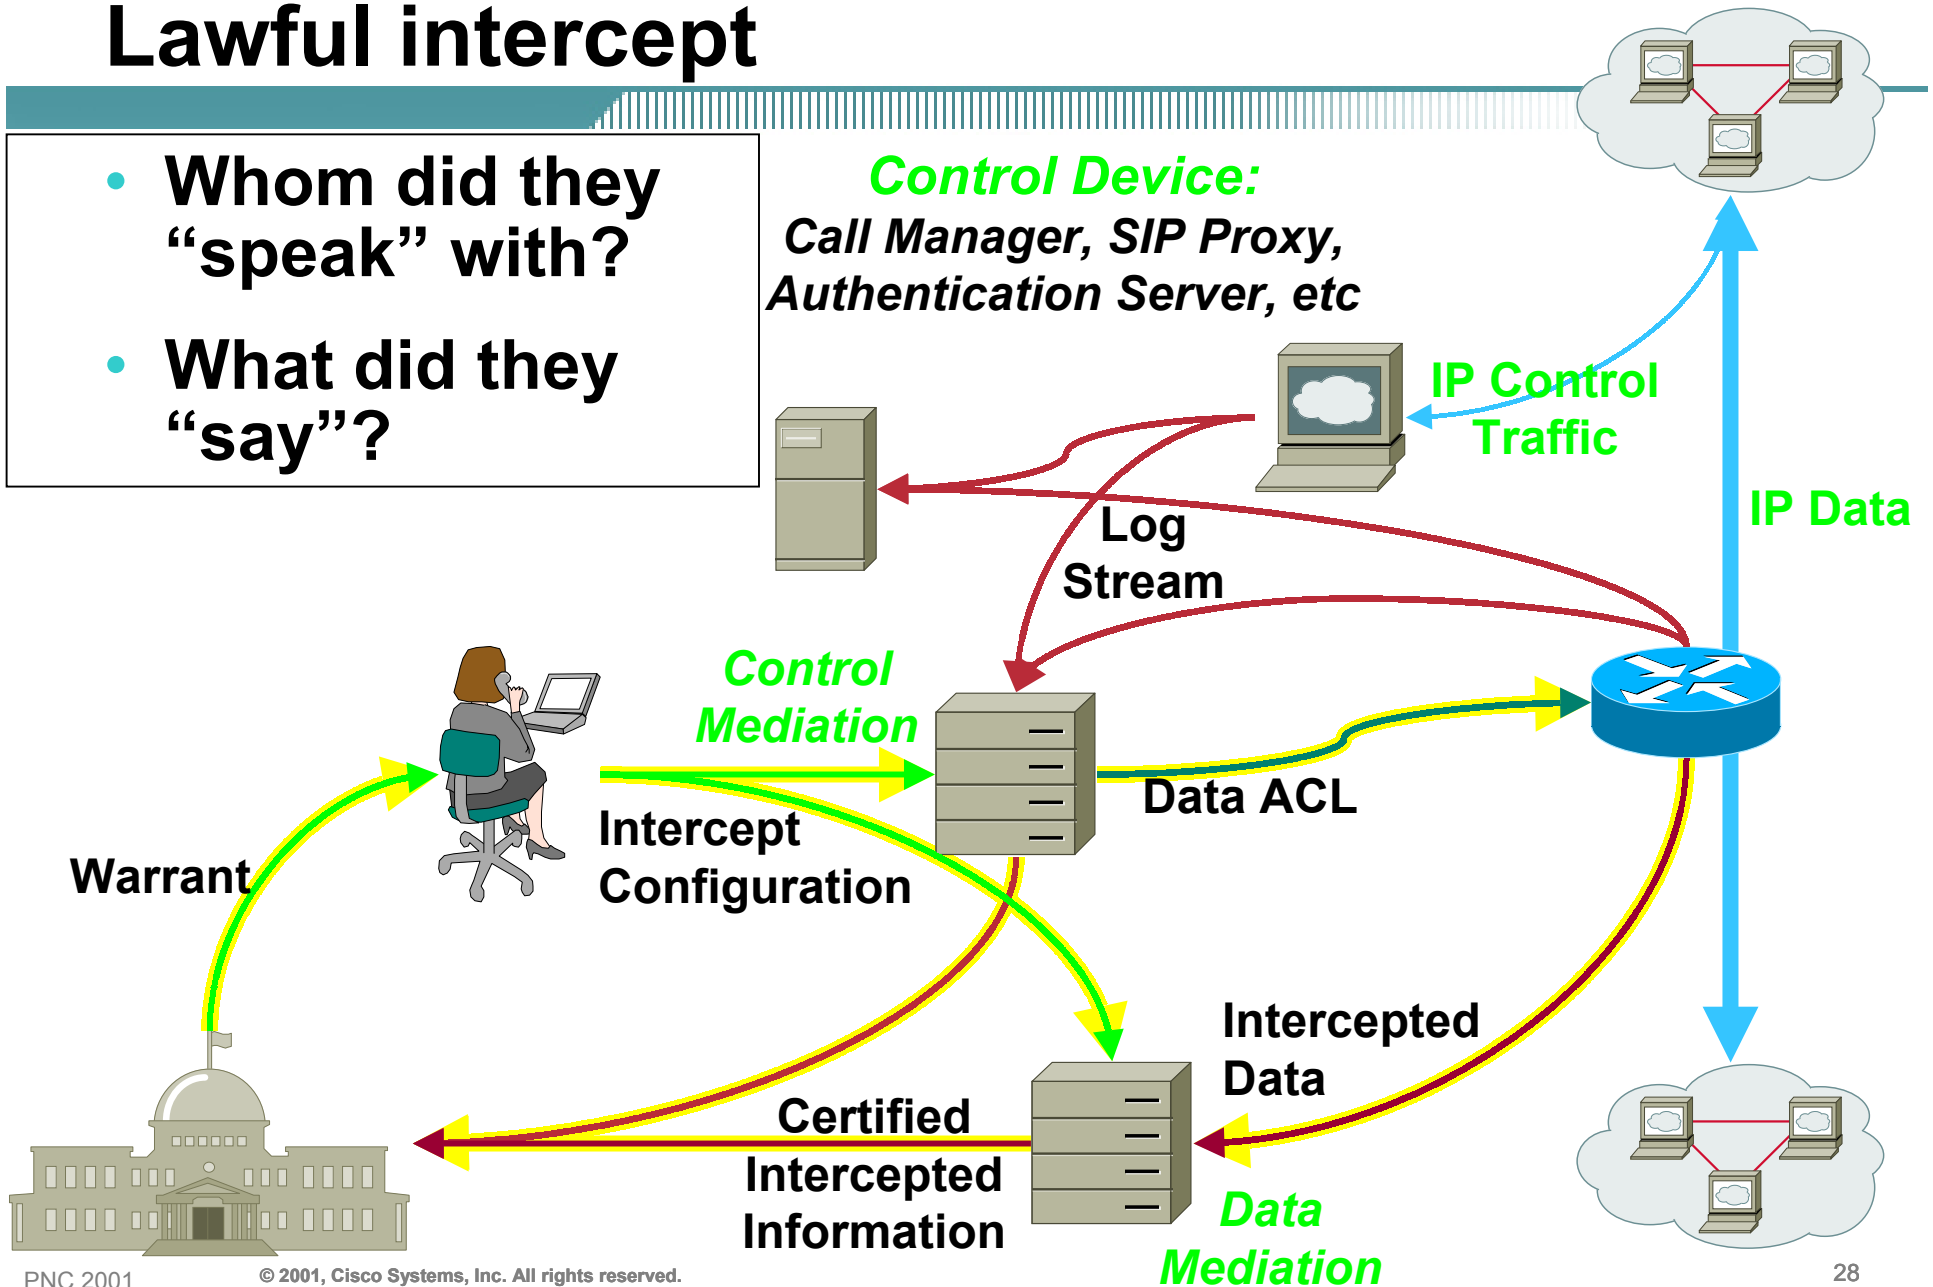 Lawful intercept
• Whom did they
“speak” with?
• What did they
“say”?
Control Device:
Call Manager, SIP Proxy,
Authentication Server, etc
IP Control
Traffic
IP Data
Log
Stream
Control
Mediation
Data ACL
Intercept
Configuration
Warrant
Intercepted
Data
Certified
Intercepted
Information
Data
Mediation
PNC 2001
© 2001, Cisco Systems, Inc. All rights reserved.
28